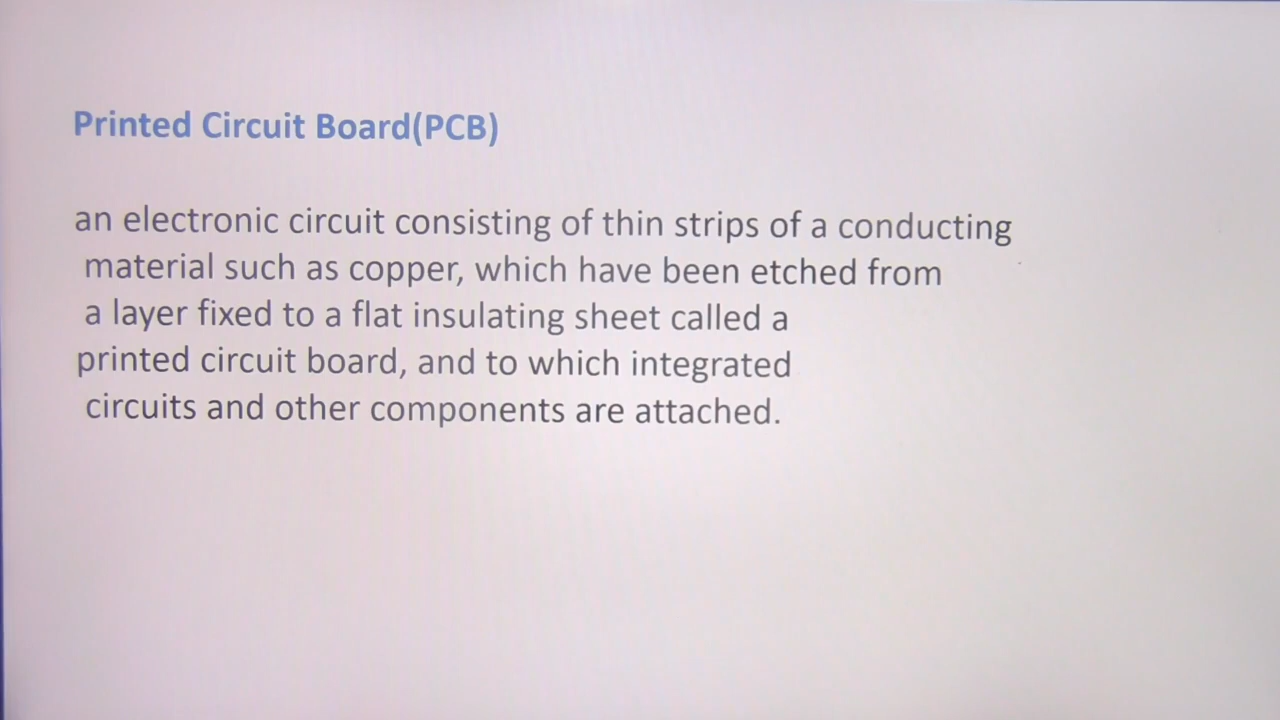 Printed Circuit Board(PCB)
an electronic circuit consisting of thin strips of a conducting
material such as copper, which have been etched from
a layer fixed to a flat insulating sheet called a
printed circuit board, and to which integrated
circuits and other components are attached.